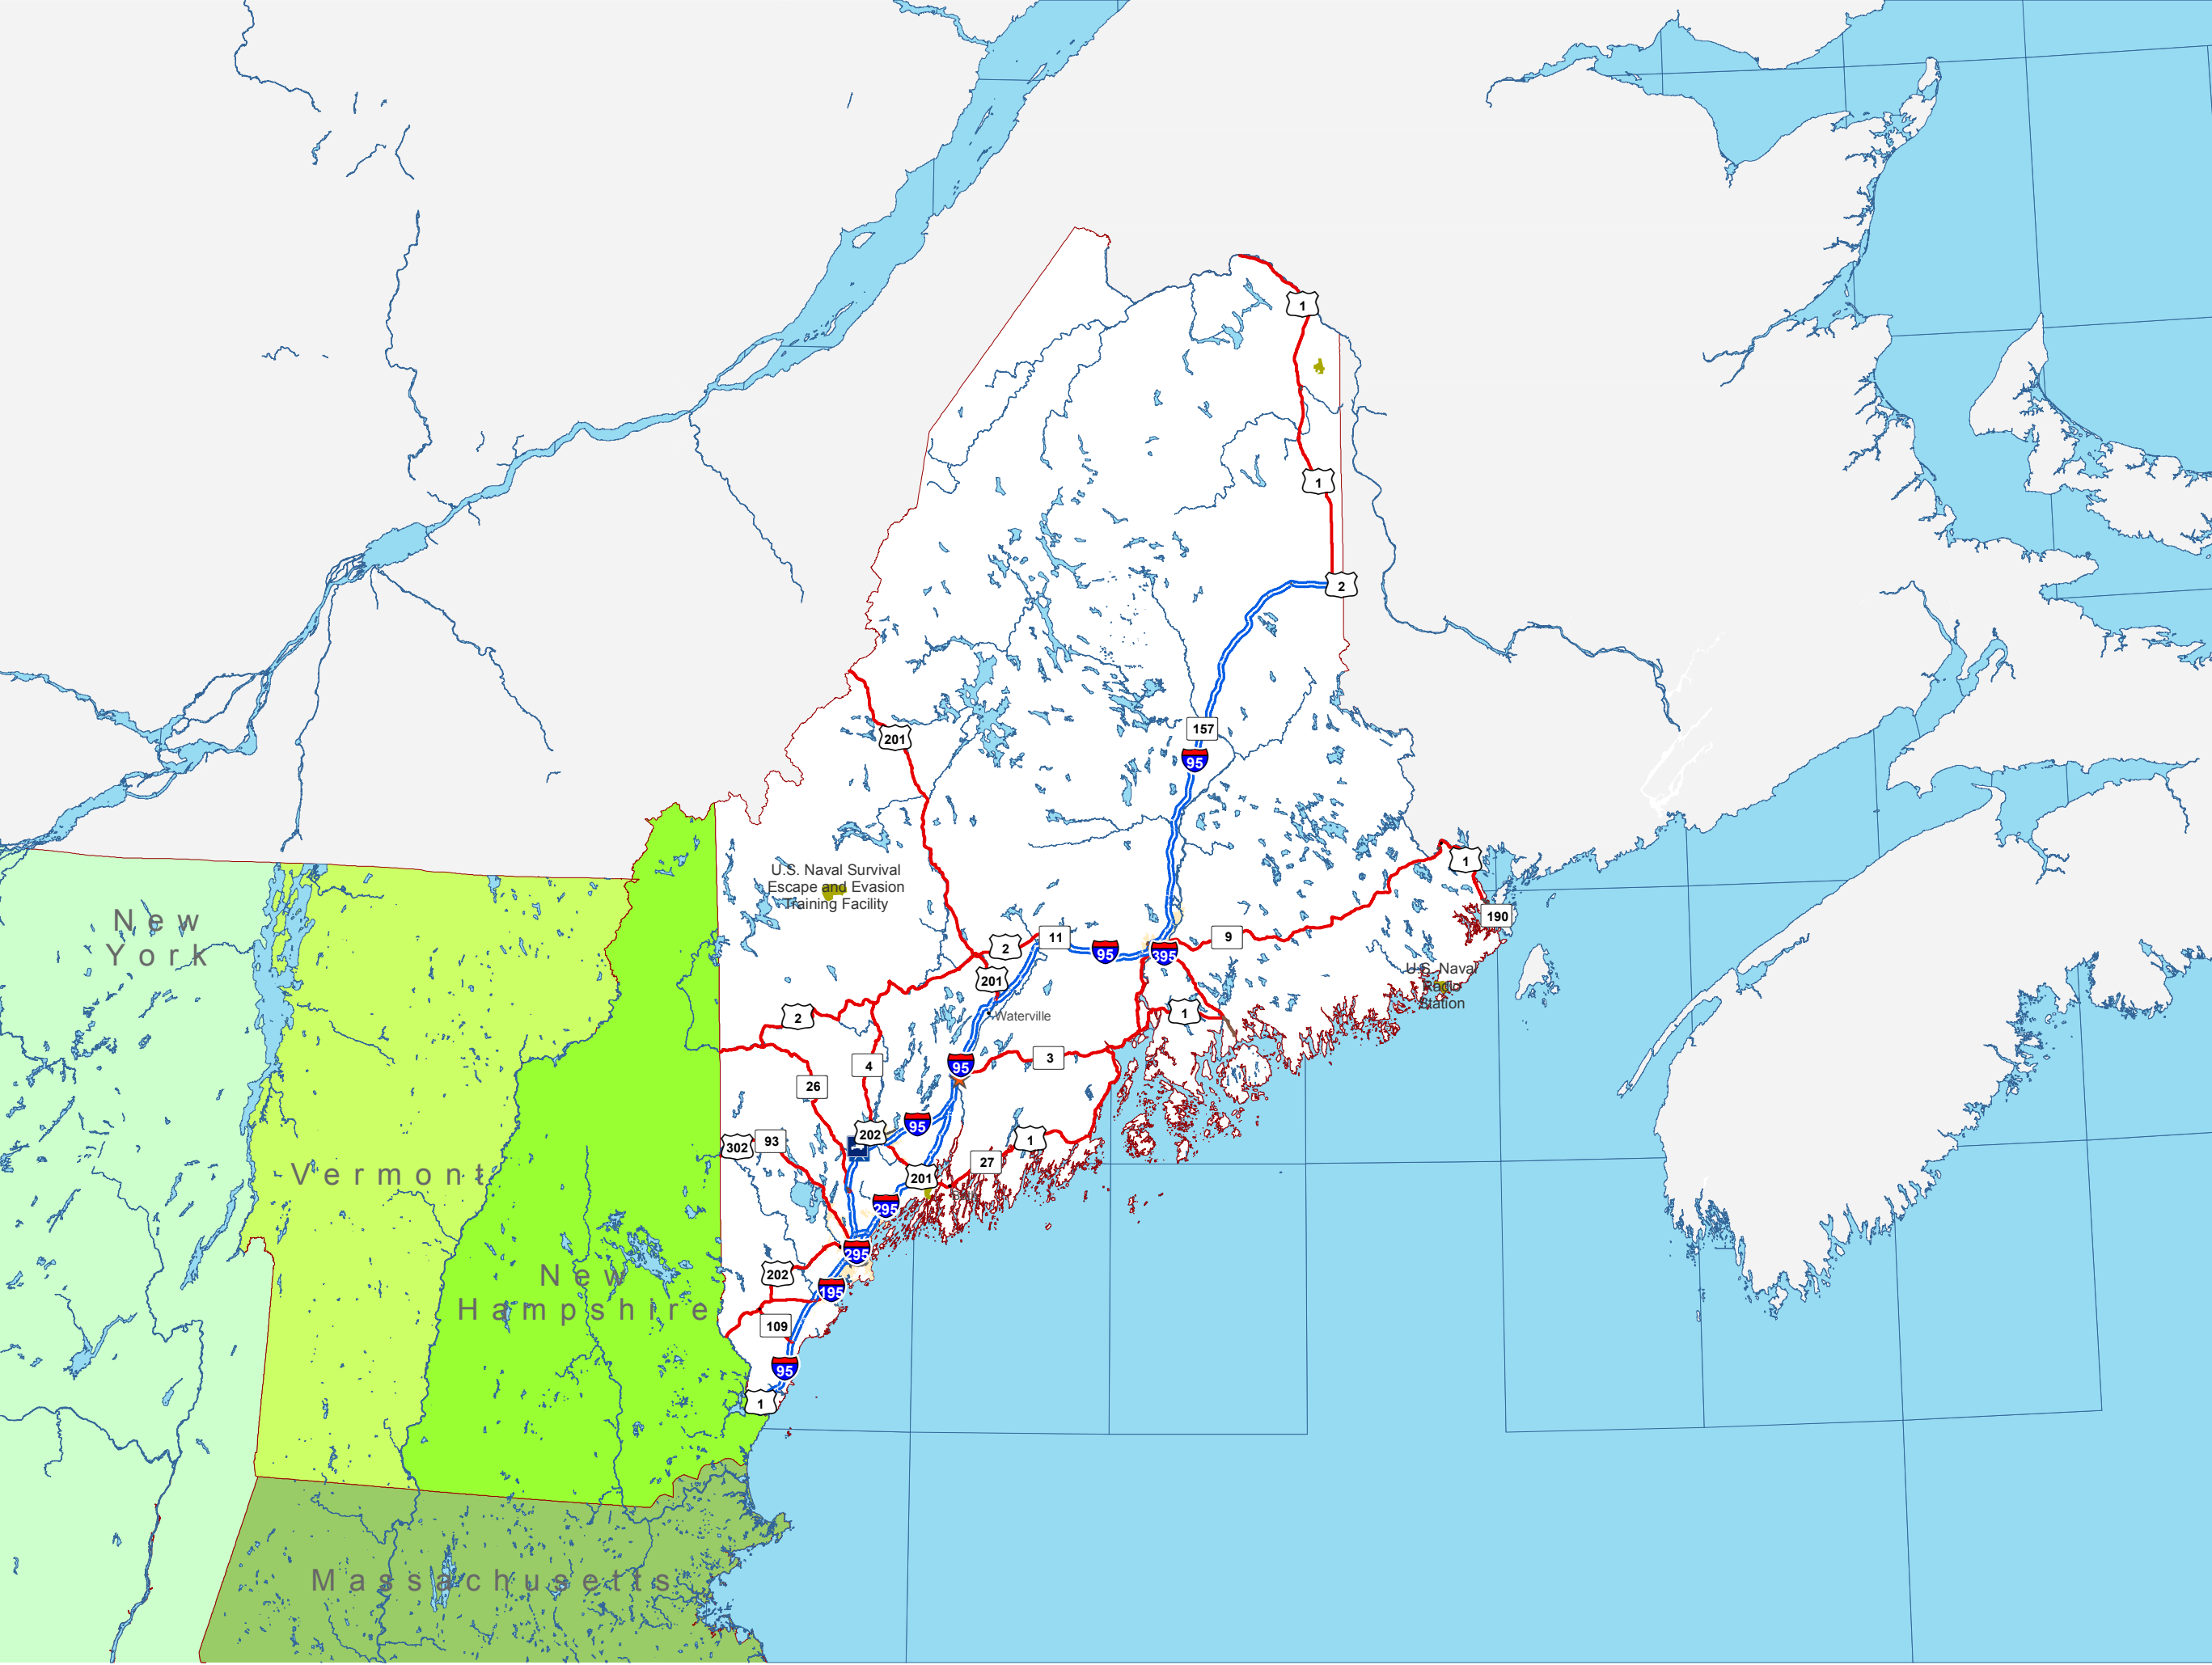 1
1
2
201
157
95
1
U.S. Naval Survival
Escape and Evasion
Training Facility
New
York
190
2
11
95
395
9
201
U.S. Naval
Radio
Station
2
Waterville
1
4
95
3
26
95
202
302
93
1
27
Vermont
201
295
295
New
Hampshire
202
195
109
95
1
Massachusetts